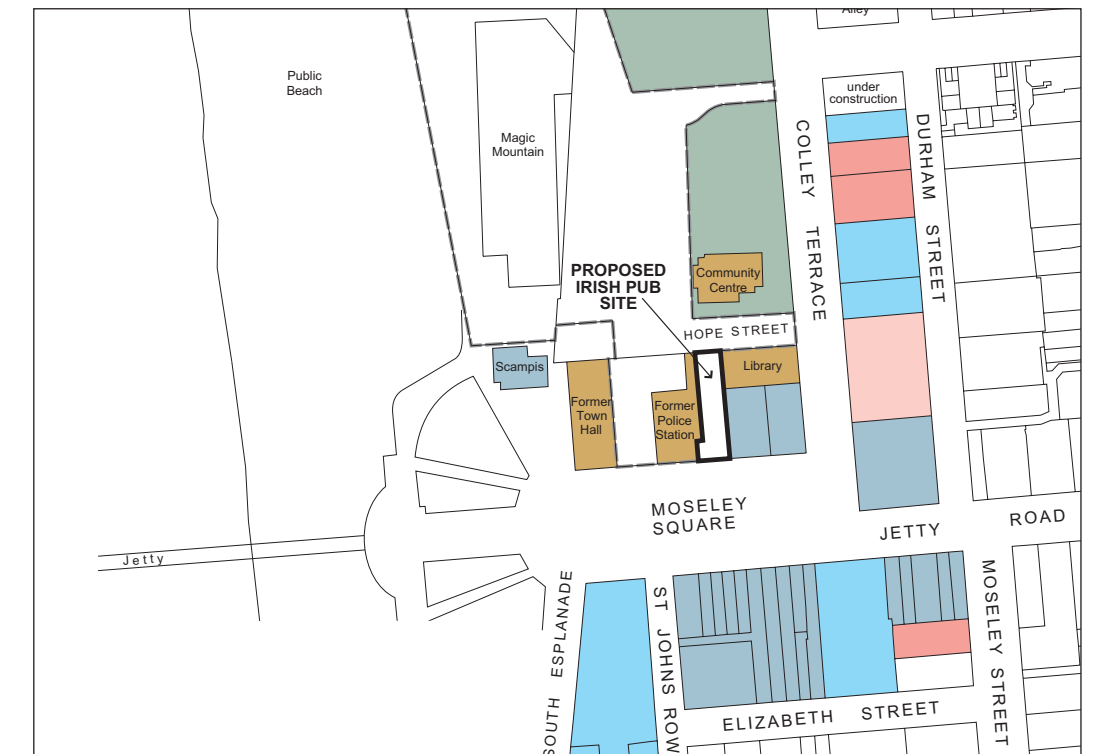 Alley
Public
Beach
under
construction
Magic
Mountain
COLLEY TERRACE
DURHAM STREET
PROPOSED
IRISH PUB
SITE
Community
Centre
HOPE STREET
Scampis
Library
Former
Town
Hall
Former
Police
Station
MOSELEY
SQUARE
JETTY ROAD
Jetty
SOUTH ESPLANADE
ST JOHNS ROW
MOSELEY STREET
ELIZABETH STREET